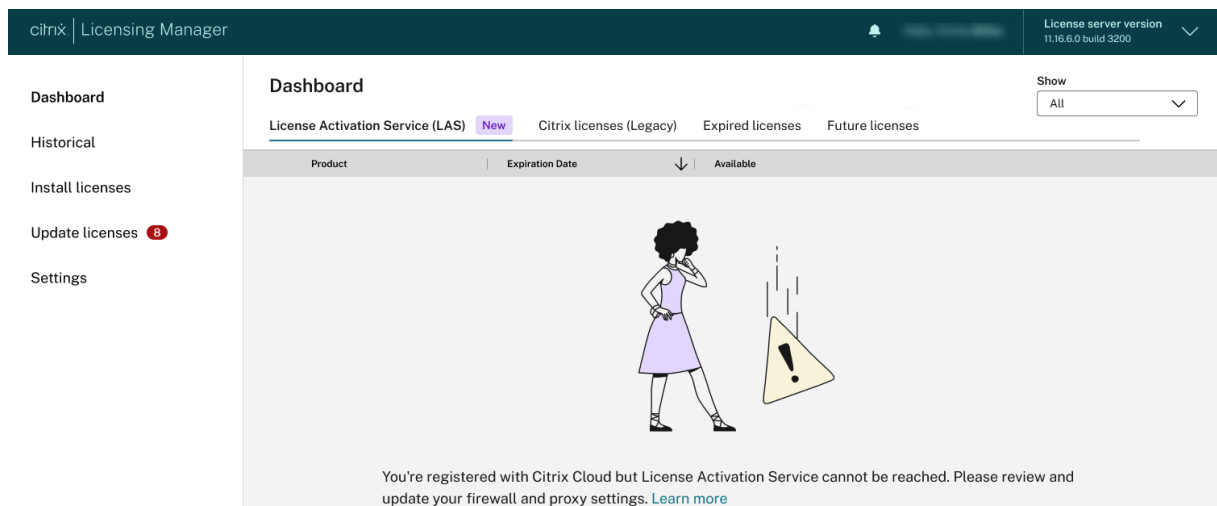 citrix | Licensing Manager
License server version
11.16.6.0 build 3200
Dashboard
Historical
Install licenses
Update licenses 8
Settings
Dashboard
Show
All
License Activation Service (LAS) New Citrix licenses (Legacy) Expired licenses Future licenses
Product Expiration Date Available
You're registered with Citrix Cloud but License Activation Service cannot be reached. Please review and
update your firewall and proxy settings. Learn more